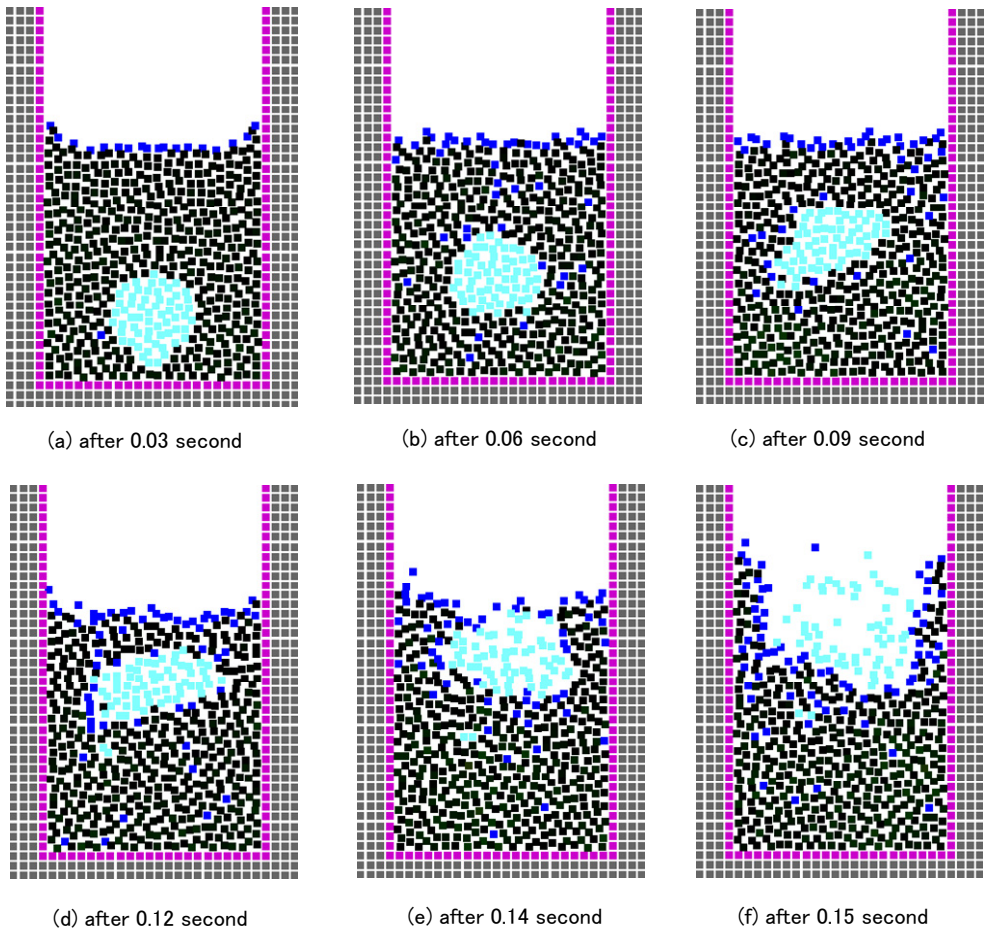 (a) after 0.03 second
(b) after 0.06 second
(c) after 0.09 second
(d) after 0.12 second
(e) after 0.14 second
(f) after 0.15 second